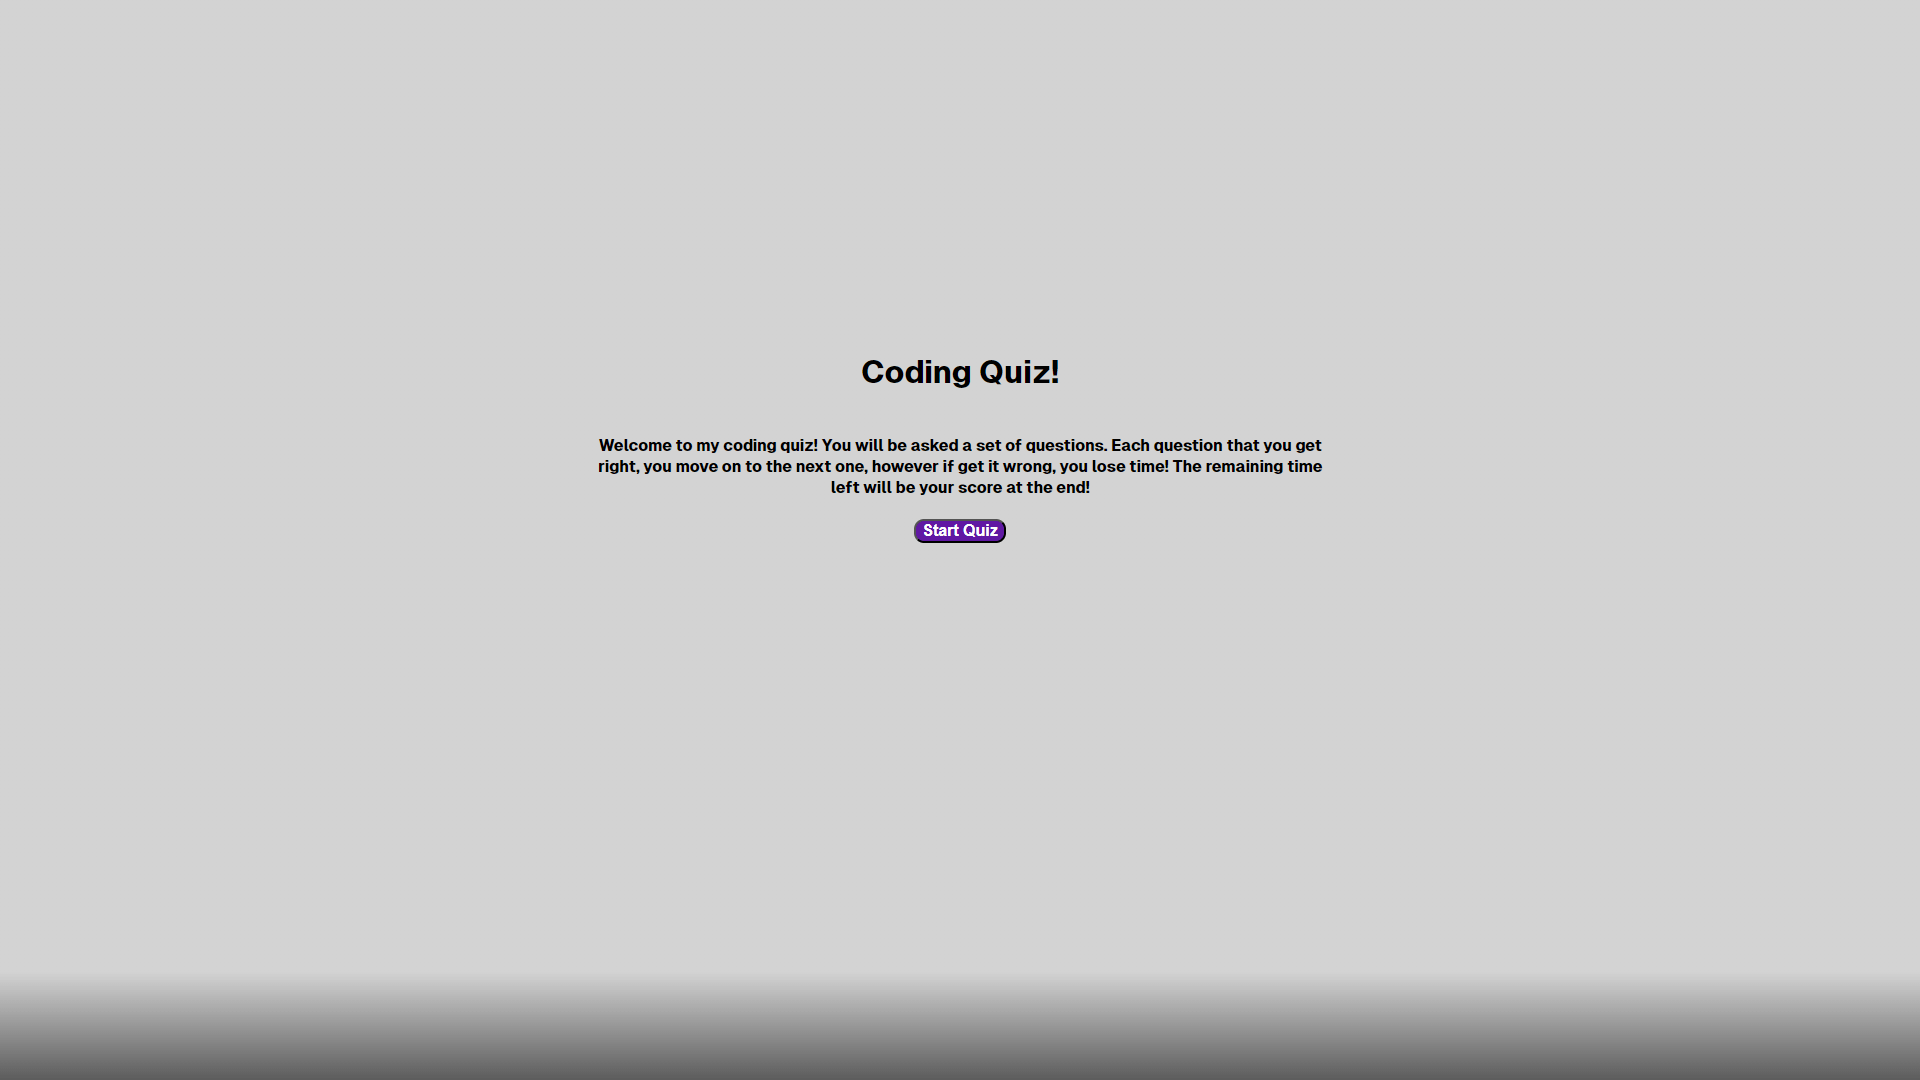 Coding Quiz!
Welcome to my coding quiz! You will be asked a set of questions. Each question that you get
right, you move on to the next one, however if get it wrong, you lose time! The remaining time
left will be your score at the end!
Start Quiz